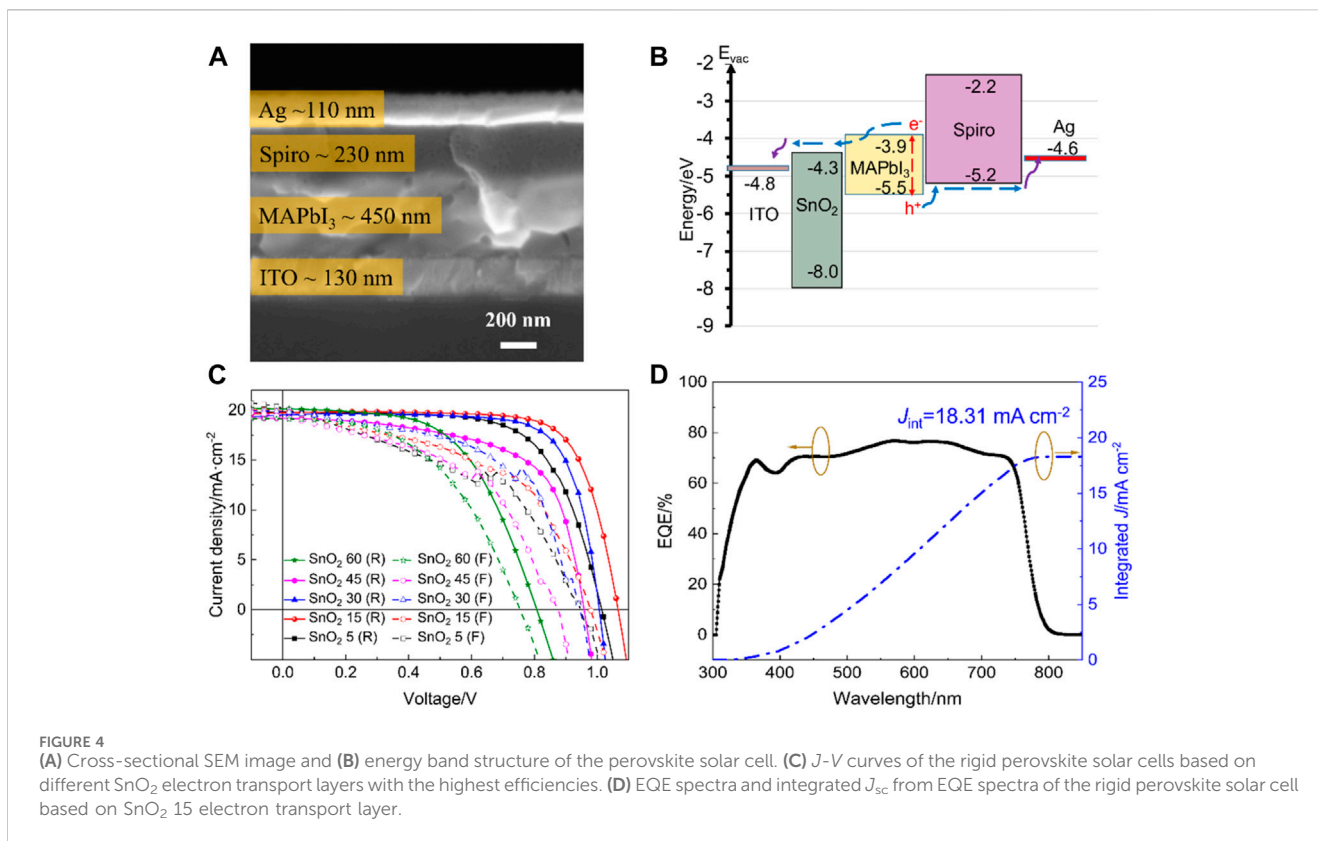 A
Ag ~110 nm
Spiro ~ 230 nm
MAPbI₃ ~ 450 nm
ITO ~ 130 nm
200 nm
B
E_vac
Energy/eV
-2
-3
-4
-5
-6
-7
-8
-9
-4.8
ITO
-4.3
SnO₂
-8.0
e-
-3.9
MAPbI₃
-5.5
h+
-2.2
Spiro
-5.2
Ag
-4.6
C
Current density/mA·cm⁻²
20
15
10
5
0
SnO₂ 60 (R) SnO₂ 60 (F)
SnO₂ 45 (R) SnO₂ 45 (F)
SnO₂ 30 (R) SnO₂ 30 (F)
SnO₂ 15 (R) SnO₂ 15 (F)
SnO₂ 5 (R) SnO₂ 5 (F)
0.0 0.2 0.4 0.6 0.8 1.0
Voltage/V
D
EQE/%
100
80
60
40
20
0
J_int=18.31 mA cm⁻²
25
20
15
10
5
0
Integrated J/mA cm⁻²
300 400 500 600 700 800
Wavelength/nm
FIGURE 4
(A) Cross-sectional SEM image and (B) energy band structure of the perovskite solar cell. (C) J-V curves of the rigid perovskite solar cells based on
different SnO₂ electron transport layers with the highest efficiencies. (D) EQE spectra and integrated J_sc from EQE spectra of the rigid perovskite solar cell
based on SnO₂ 15 electron transport layer.